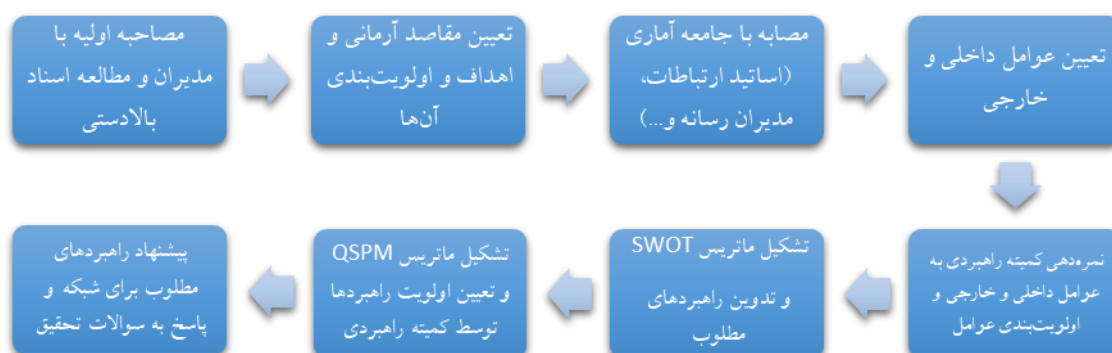 مصاحبه اولیه با
مدیران و مطالعه اسناد
بالادستی
تعیین مقاصد آرمانی و
اهداف و اولویت‌بندی
آن‌ها
مصابه با جامعه آماری
(اساتید ارتباطات،
مدیران رسانه و...)
تعیین عوامل داخلی و
خارجی
نمره‌دهی کمیته راهبردی به
عوامل داخلی و خارجی و
اولویت‌بندی عوامل
تشکیل ماتریس SWOT
و تدوین راهبردهای
مطلوب
تشکیل ماتریس QSPM
و تعیین اولویت راهبردها
توسط کمیته راهبردی
پیشنهاد راهبردهای
مطلوب برای شبکه و
پاسخ به سوالات تحقیق